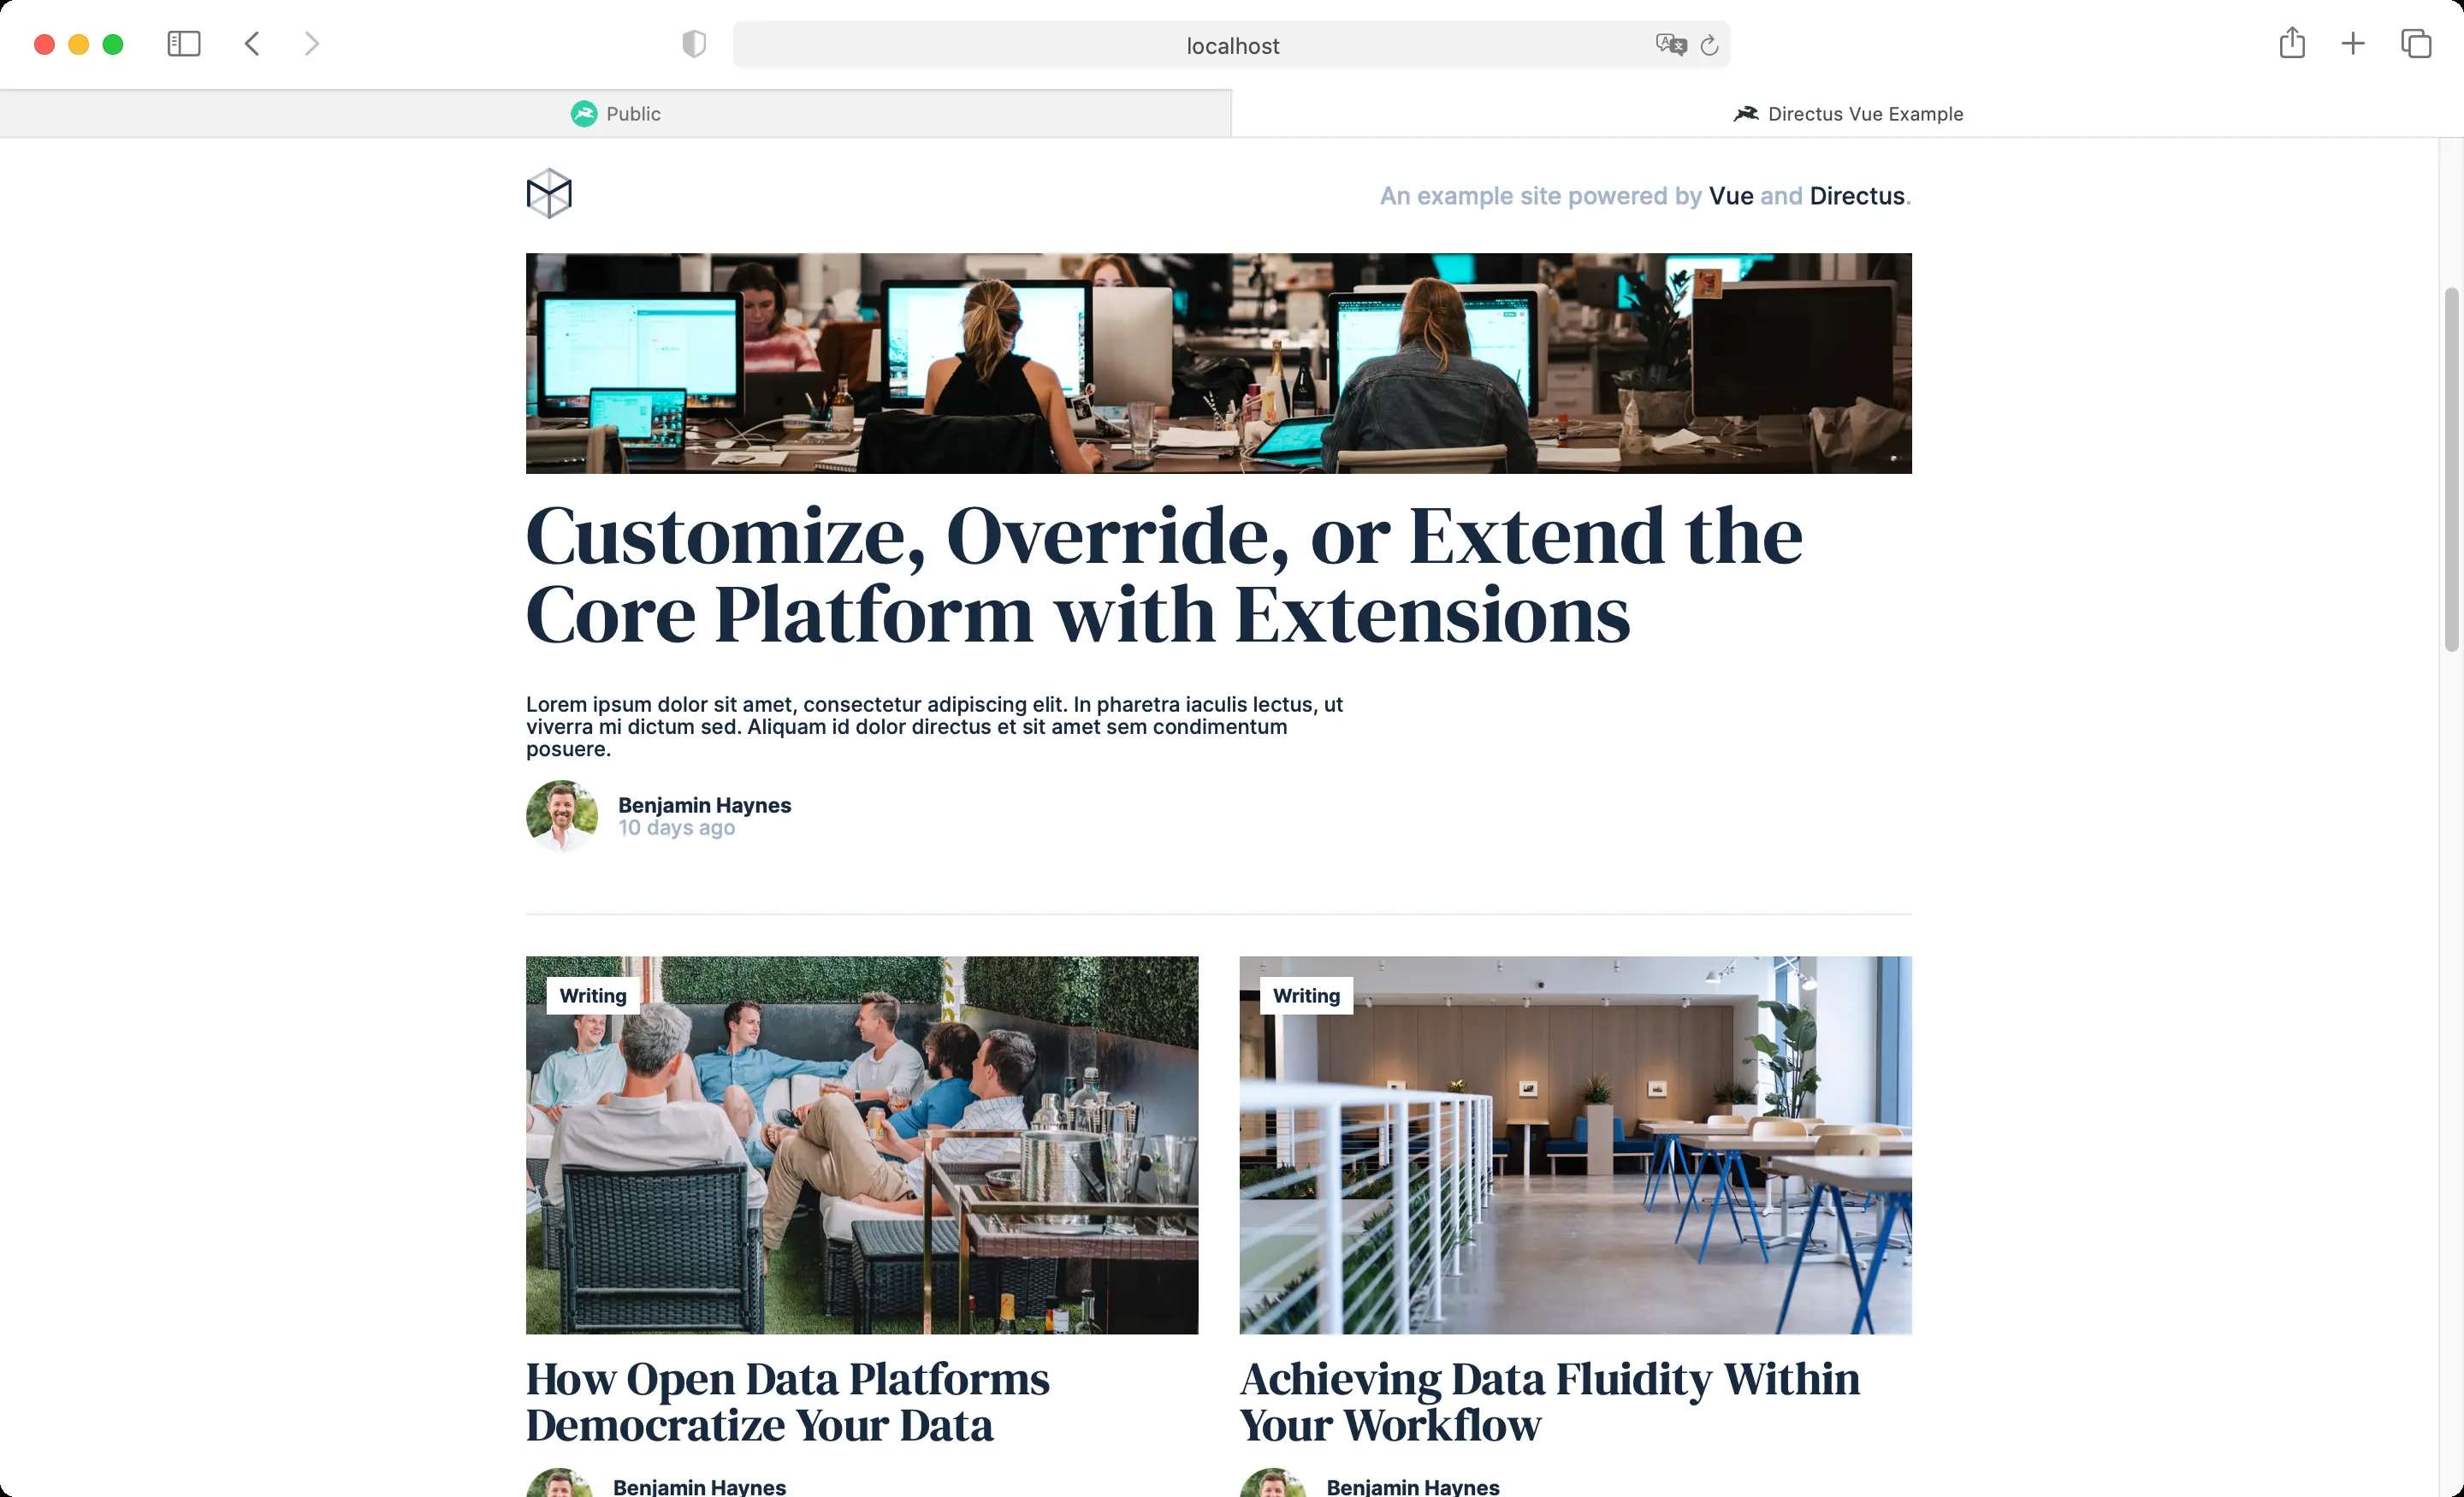 localhost
Public
Directus Vue Example
An example site powered by Vue and Directus.
Customize, Override, or Extend the
Core Platform with Extensions
Lorem ipsum dolor sit amet, consectetur adipiscing elit. In pharetra iaculis lectus, ut
viverra mi dictum sed. Aliquam id dolor directus et sit amet sem condimentum
posuere.
Benjamin Haynes
10 days ago
Writing
Writing
How Open Data Platforms
Democratize Your Data
Benjamin Haynes
Achieving Data Fluidity Within
Your Workflow
Benjamin Haynes